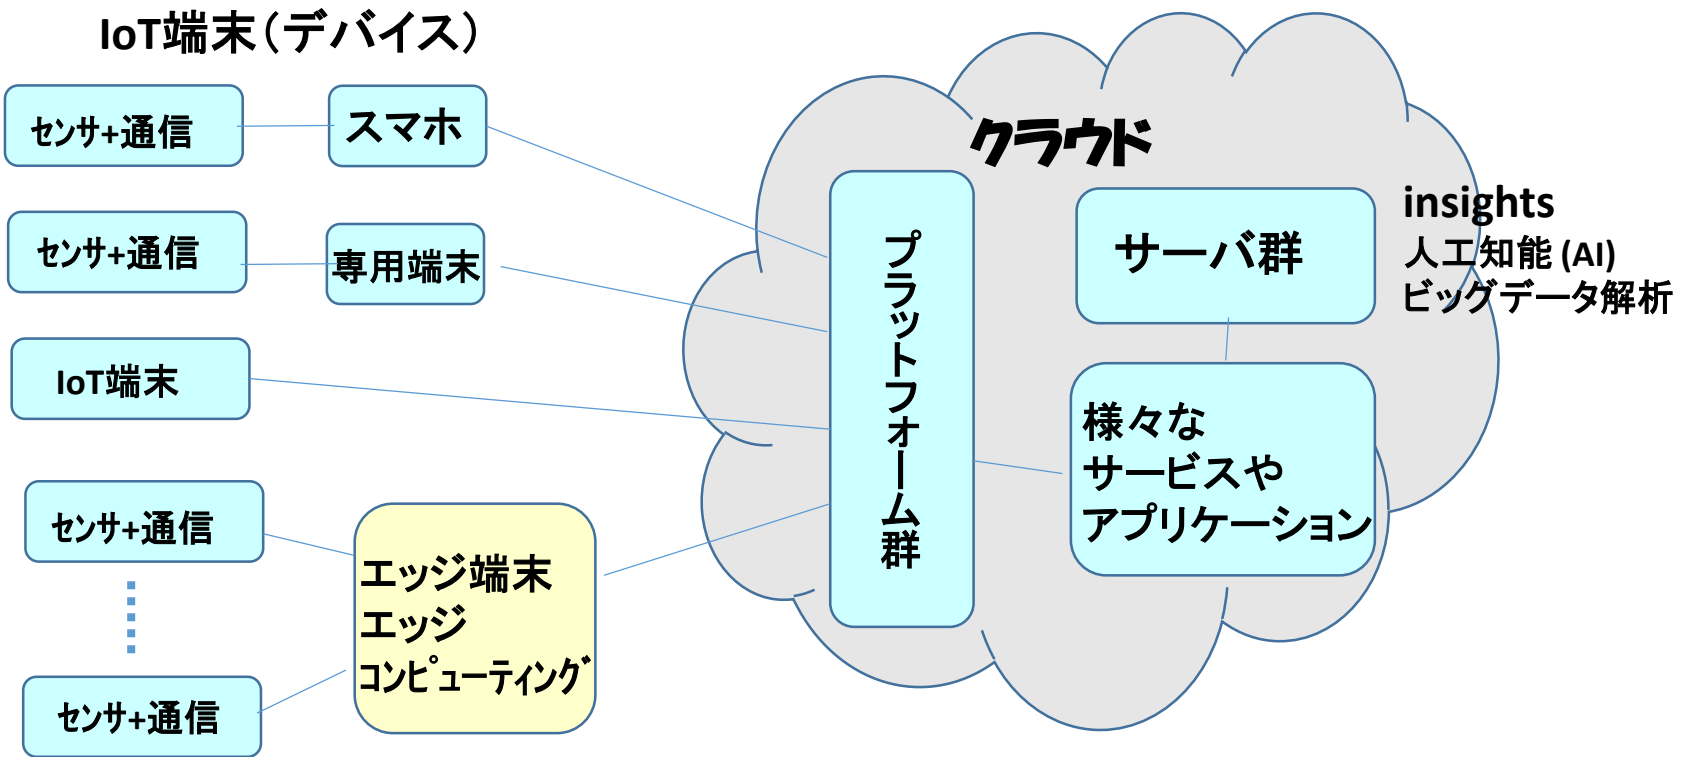 IoT端末（デバイス）
センサ+通信
スマホ
センサ+通信
専用端末
IoT端末
センサ+通信
エッジ端末
エッジ
コンピューティング
センサ+通信
クラウド
プラットフォーム群
サーバ群
insights
人工知能 (AI)
ビッグデータ解析
様々な
サービスや
アプリケーション